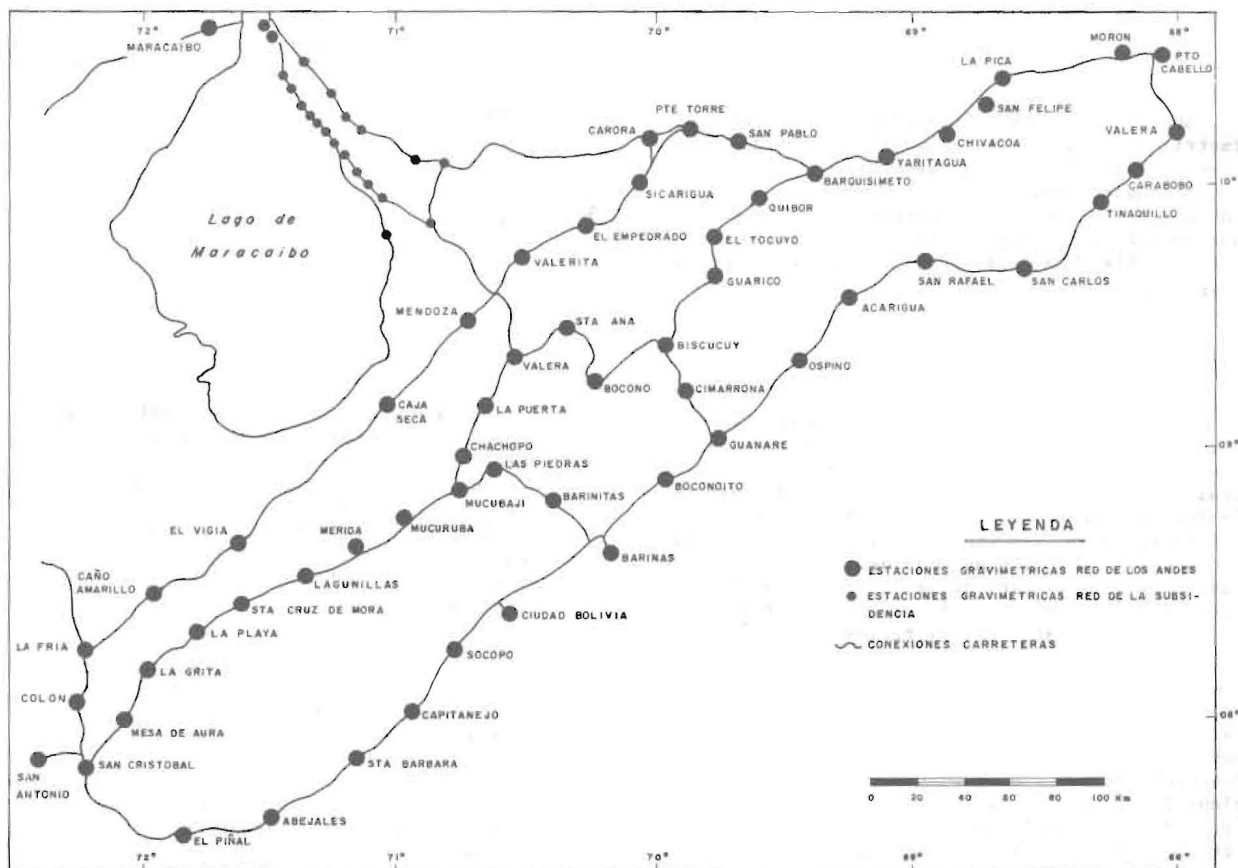 72°
71°
70°
69°
68°
MARACAIBO
MORON
PTO
CABELLO
LA PICA
SAN FELIPE
PTE TORRE
CARORA
SAN PABLO
CHIVACOA
VALERA
YARITAGUA
SICARIGUA
BARQUISIMETO
CARABOBO
10°
QUIBOR
TINAQUILLO
Lago de
Maracaibo
EL EMPEDRADO
EL TOCUYO
VALERITA
GUARICO
SAN RAFAEL
SAN CARLOS
ACARIGUA
MENDOZA
STA ANA
BISCUCUY
VALERA
OSPINO
BOCONO
CIMARRONA
CAJA
SECA
LA PUERTA
GUANARE
09°
CHACHOPO
LAS PIEDRAS
BOCONOITO
MUCUBAJI
BARINITAS
EL VIGIA
MERIDA
MUCURUBA
BARINAS
LEYENDA
ESTACIONES GRAVIMETRICAS RED DE LOS ANDES
ESTACIONES GRAVIMETRICAS RED DE LA SUBSI-
DENCIA
CONEXIONES CARRETERAS
CAÑO
AMARILLO
LAGUNILLAS
STA CRUZ DE MORA
CIUDAD BOLIVIA
LA PLAYA
LA FRIA
SOCOPO
LA GRITA
COLON
CAPITANEJO
08°
MESA DE AURA
SAN CRISTOBAL
STA BARBARA
SAN
ANTONIO
0 20 40 60 80 100 Km
ABEJALES
EL PIÑAL
72°
71°
70°